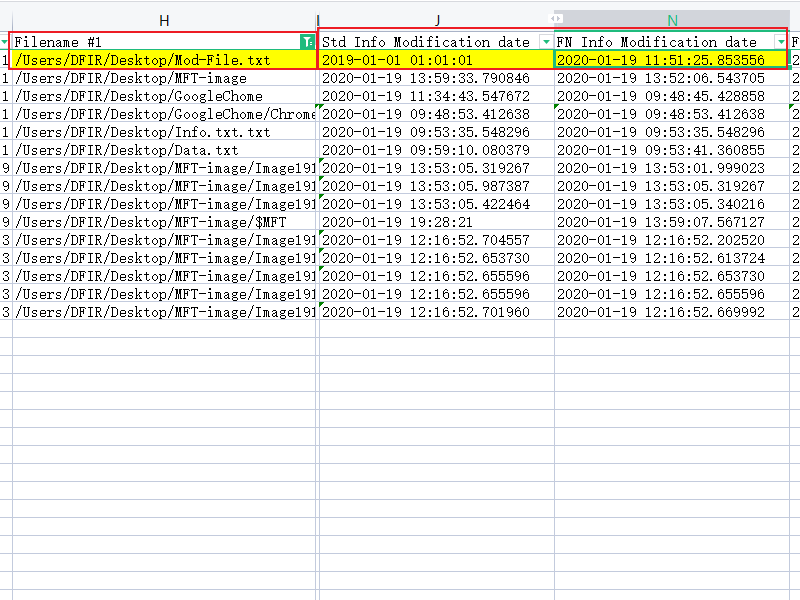 H J N
Filename #1 Std Info Modification date FN Info Modification date F
1 /Users/DFIR/Desktop/Mod-File.txt 2019-01-01 01:01:01 2020-01-19 11:51:25.853556 2
1 /Users/DFIR/Desktop/MFT-image 2020-01-19 13:59:33.790846 2020-01-19 13:52:06.543705 2
1 /Users/DFIR/Desktop/GoogleChome 2020-01-19 11:34:43.547672 2020-01-19 09:48:45.428858 2
1 /Users/DFIR/Desktop/GoogleChome/Chrome 2020-01-19 09:48:53.412638 2020-01-19 09:48:53.412638 2
1 /Users/DFIR/Desktop/Info.txt.txt 2020-01-19 09:53:35.548296 2020-01-19 09:53:35.548296 2
1 /Users/DFIR/Desktop/Data.txt 2020-01-19 09:59:10.080379 2020-01-19 09:53:41.360855 2
9 /Users/DFIR/Desktop/MFT-image/Image191 2020-01-19 13:53:05.319267 2020-01-19 13:53:01.999023 2
9 /Users/DFIR/Desktop/MFT-image/Image191 2020-01-19 13:53:05.987387 2020-01-19 13:53:05.319267 2
9 /Users/DFIR/Desktop/MFT-image/Image191 2020-01-19 13:53:05.422464 2020-01-19 13:53:05.340216 2
9 /Users/DFIR/Desktop/MFT-image/$MFT 2020-01-19 19:28:21 2020-01-19 13:59:07.567127 2
3 /Users/DFIR/Desktop/MFT-image/Image191 2020-01-19 12:16:52.704557 2020-01-19 12:16:52.202520 2
3 /Users/DFIR/Desktop/MFT-image/Image191 2020-01-19 12:16:52.653730 2020-01-19 12:16:52.613724 2
3 /Users/DFIR/Desktop/MFT-image/Image191 2020-01-19 12:16:52.655596 2020-01-19 12:16:52.653730 2
3 /Users/DFIR/Desktop/MFT-image/Image191 2020-01-19 12:16:52.655596 2020-01-19 12:16:52.655596 2
3 /Users/DFIR/Desktop/MFT-image/Image191 2020-01-19 12:16:52.701960 2020-01-19 12:16:52.669992 2